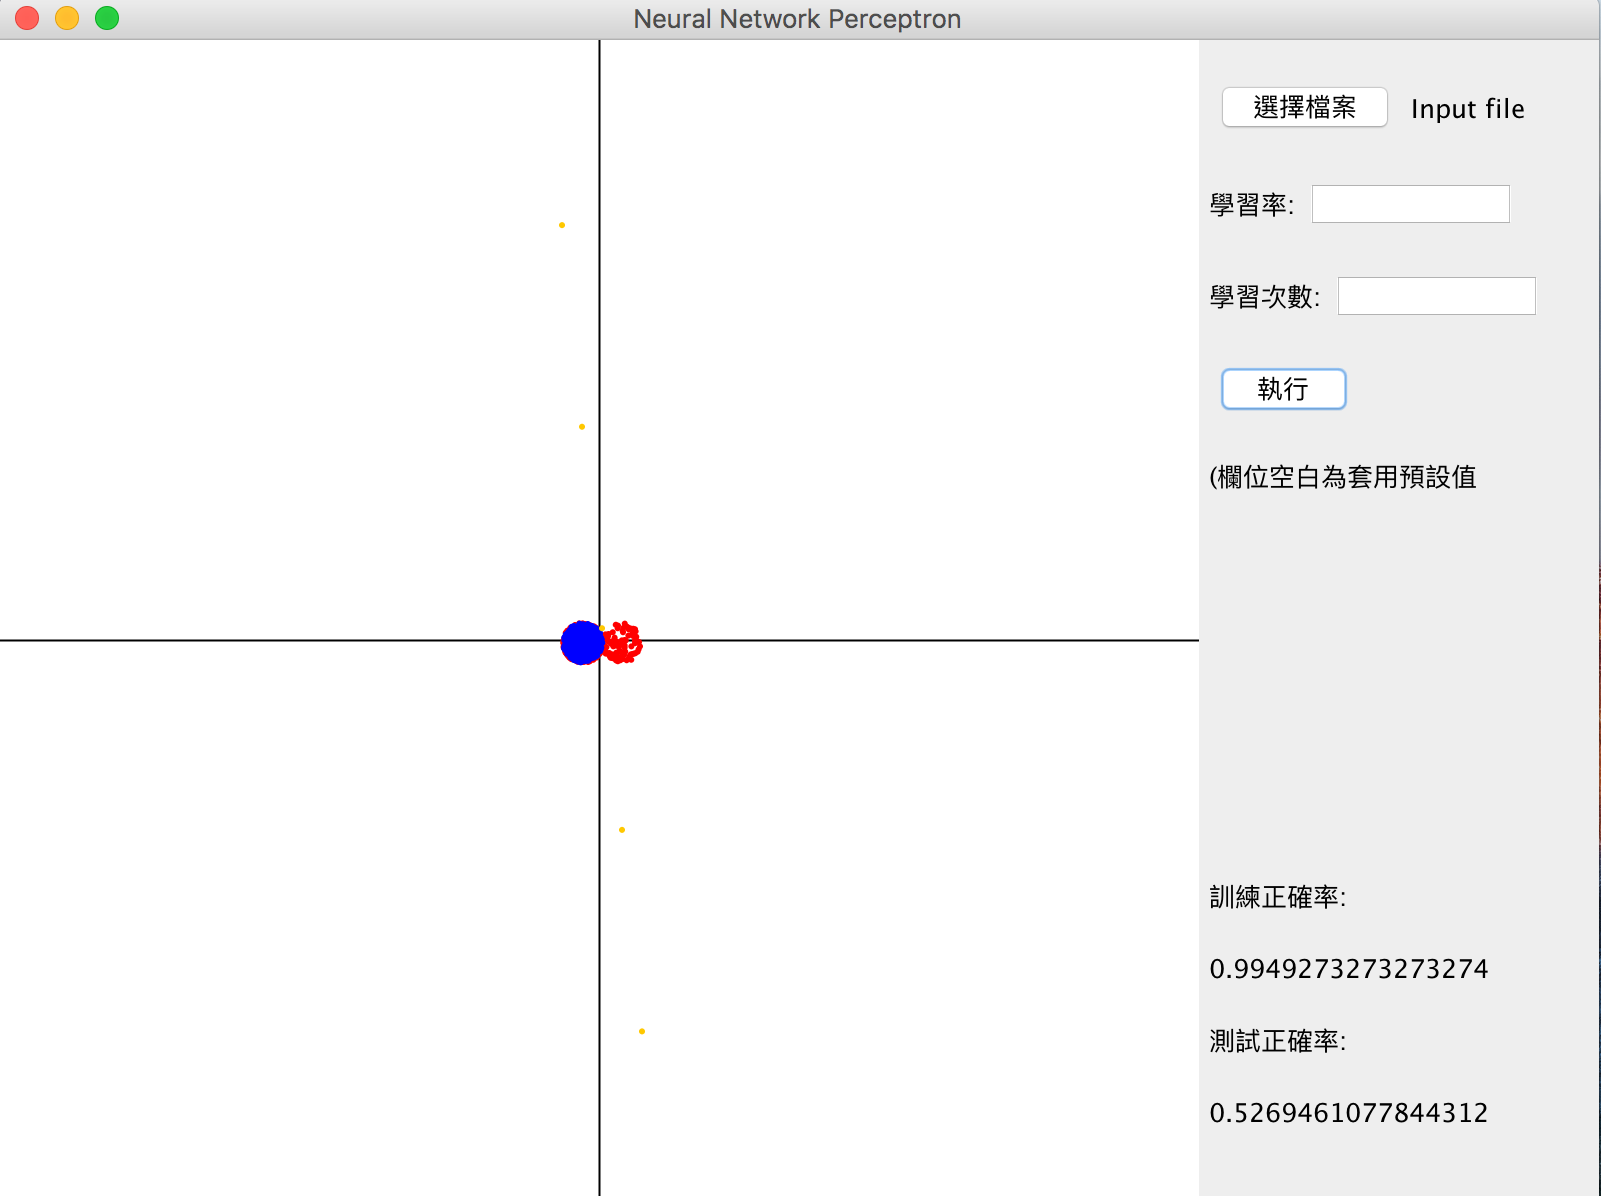 Neural Network Perceptron
選擇檔案 Input file
學習率:
學習次數:
執行
(欄位空白為套用預設值
訓練正確率:
0.9949273273273274
測試正確率:
0.5269461077844312